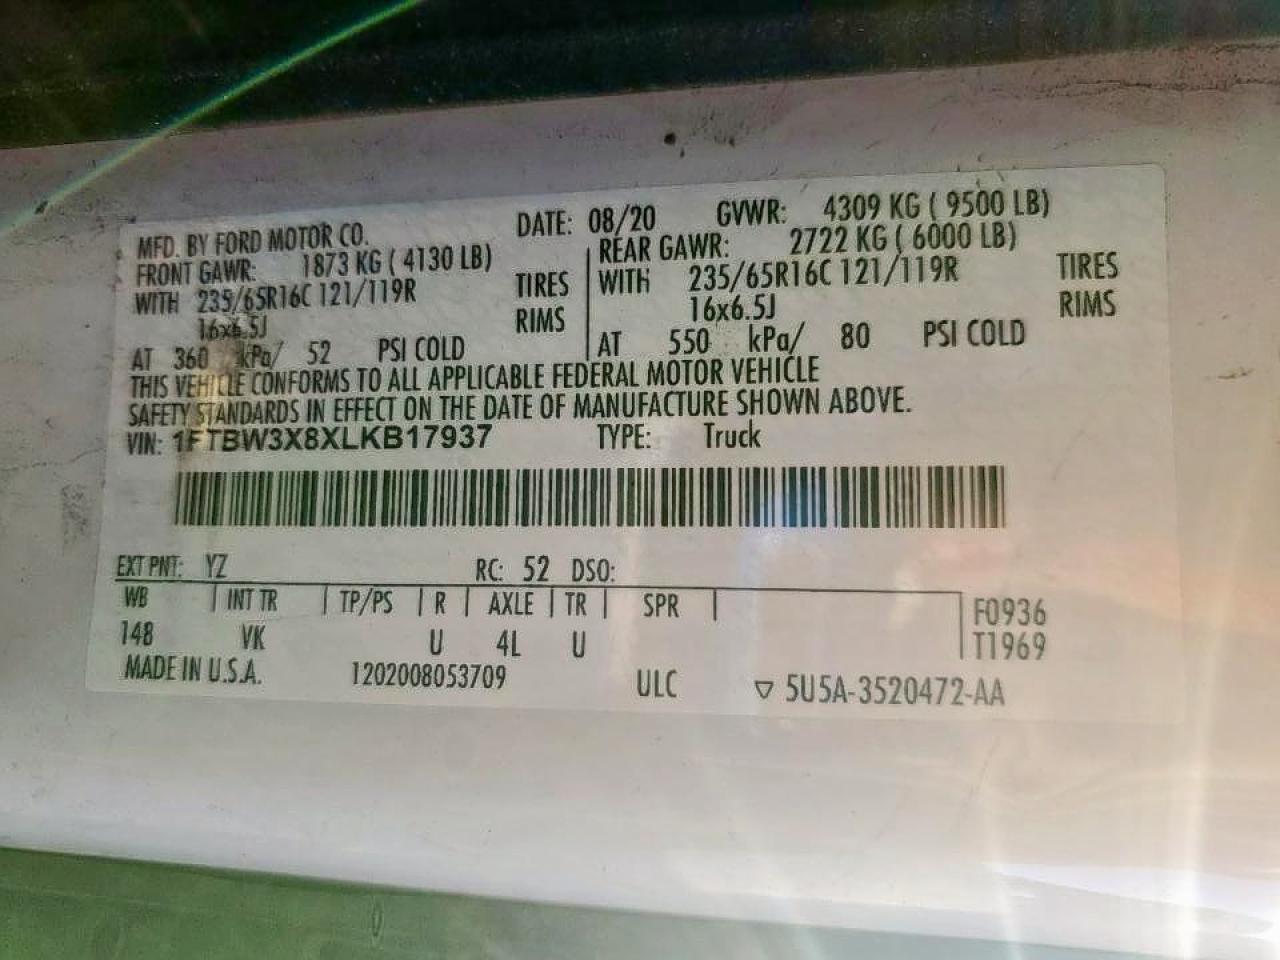 MFD. BY FORD MOTOR CO. DATE: 08/20 GVWR: 4309 KG ( 9500 LB)
FRONT GAWR: 1873 KG ( 4130 LB) REAR GAWR: 2722 KG ( 6000 LB)
WITH 235/65R16C 121/119R TIRES WITH 235/65R16C 121/119R TIRES
16x6.5J RIMS 16x6.5J RIMS
AT 360 kPa/ 52 PSI COLD AT 550 kPa/ 80 PSI COLD
THIS VEHICLE CONFORMS TO ALL APPLICABLE FEDERAL MOTOR VEHICLE
SAFETY STANDARDS IN EFFECT ON THE DATE OF MANUFACTURE SHOWN ABOVE.
VIN: 1FTBW3X8XLKB17937 TYPE: Truck
EXT PNT: YZ RC: 52 DSO:
WB INT TR TP/PS R AXLE TR SPR F0936
148 VK U 4L U T1969
MADE IN U.S.A. 1202008053709 ULC ▽ 5U5A-3520472-AA